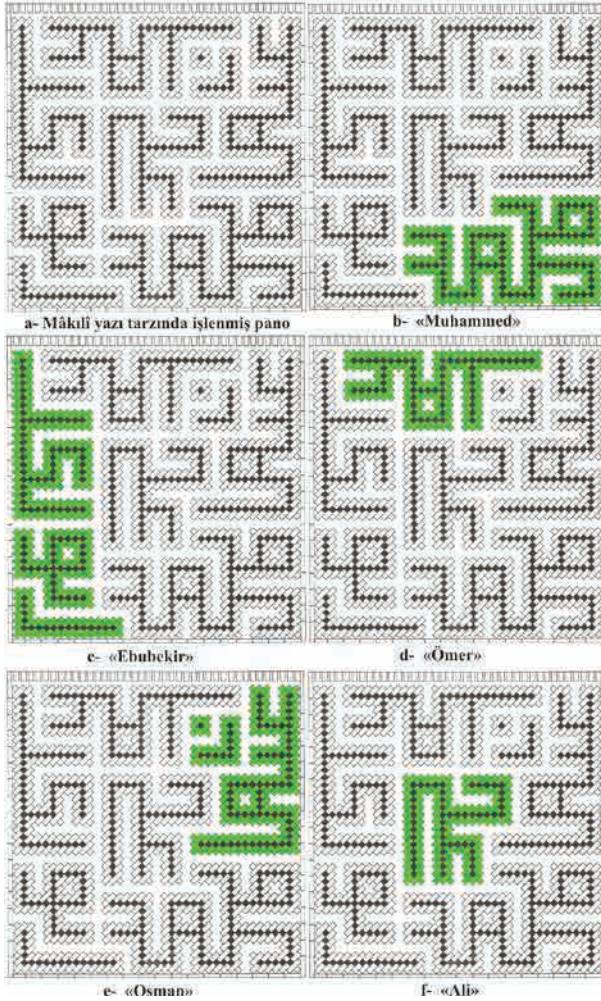 a- Mâkılî yazı tarzında işlenmiş pano
b- «Muhammed»
c- «Ebubekir»
d- «Ömer»
e- «Osman»
f- «Ali»